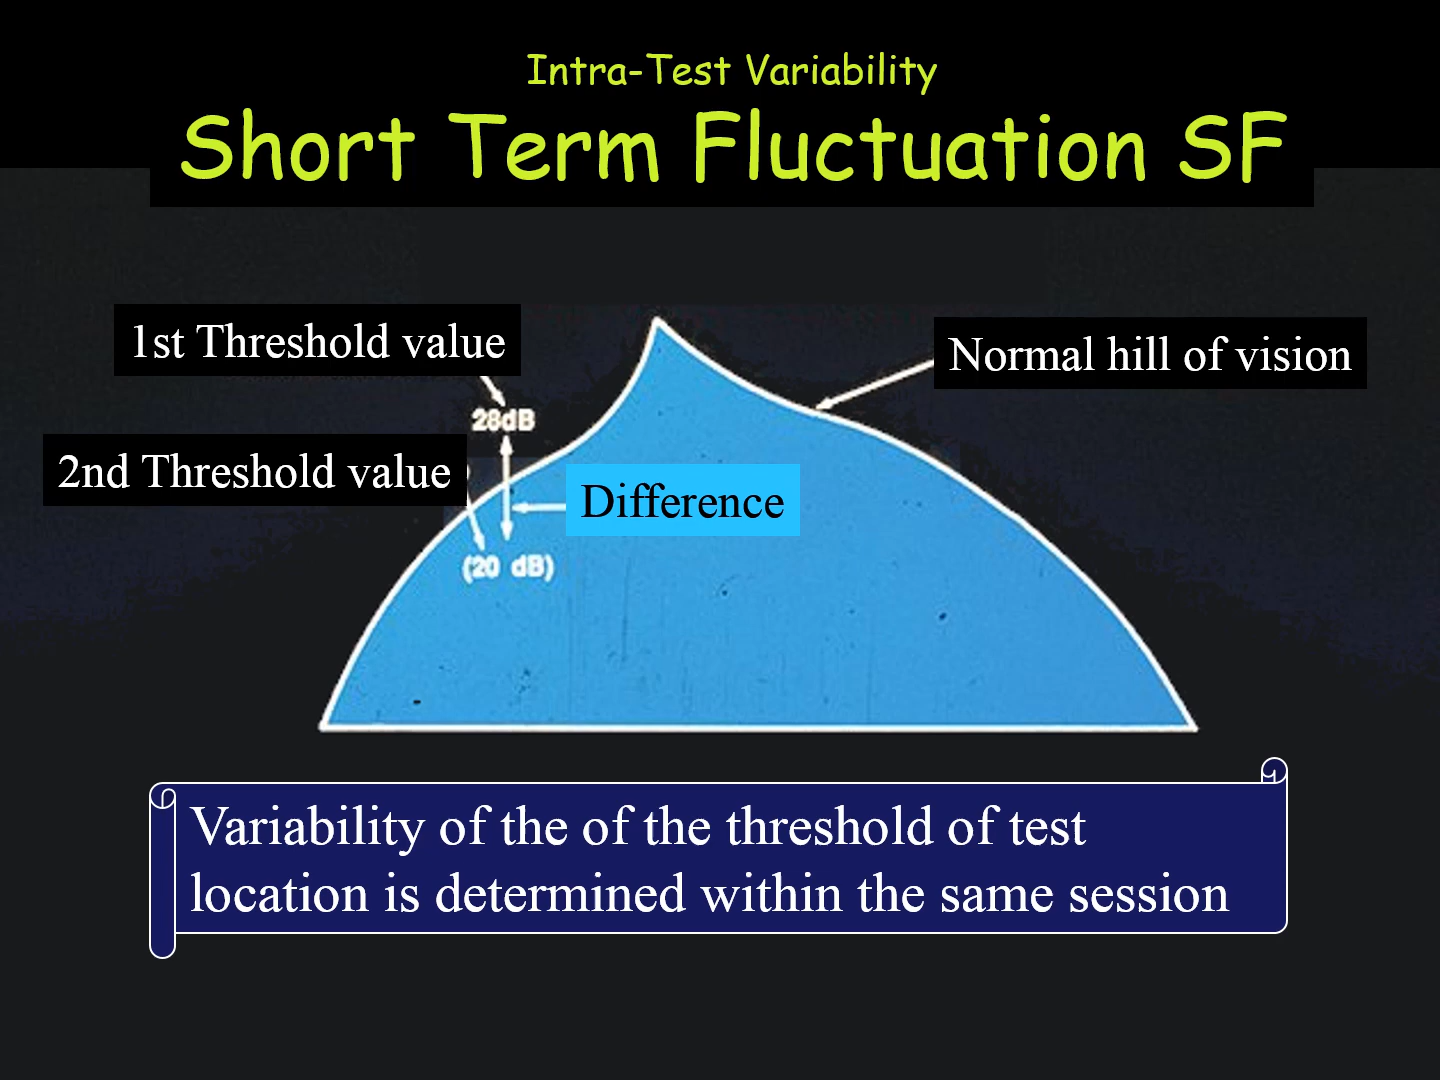 Intra-Test Variability
Short Term Fluctuation SF
1st Threshold value
Normal hill of vision
28dB
2nd Threshold value
Difference
(20 dB)
Variability of the of the threshold of test
location is determined within the same session